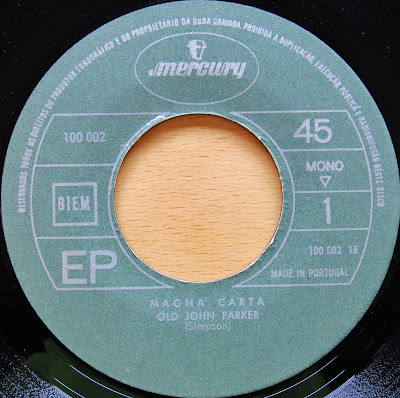 RESERVADOS TODOS OS DIREITOS DO PRODUTOR FONOGRÁFICO E DO PROPRIETÁRIO DA OBRA GRAVADA. PROIBIDA A DUPLICAÇÃO, EXECUÇÃO PÚBLICA E RADIODIFUSÃO DESTE DISCO
mercury
100 002
45
MONO
BIEM
1
EP
100 002 1E
MADE IN PORTUGAL
MAGNA CARTA
OLD JOHN PARKER
(Simpson)